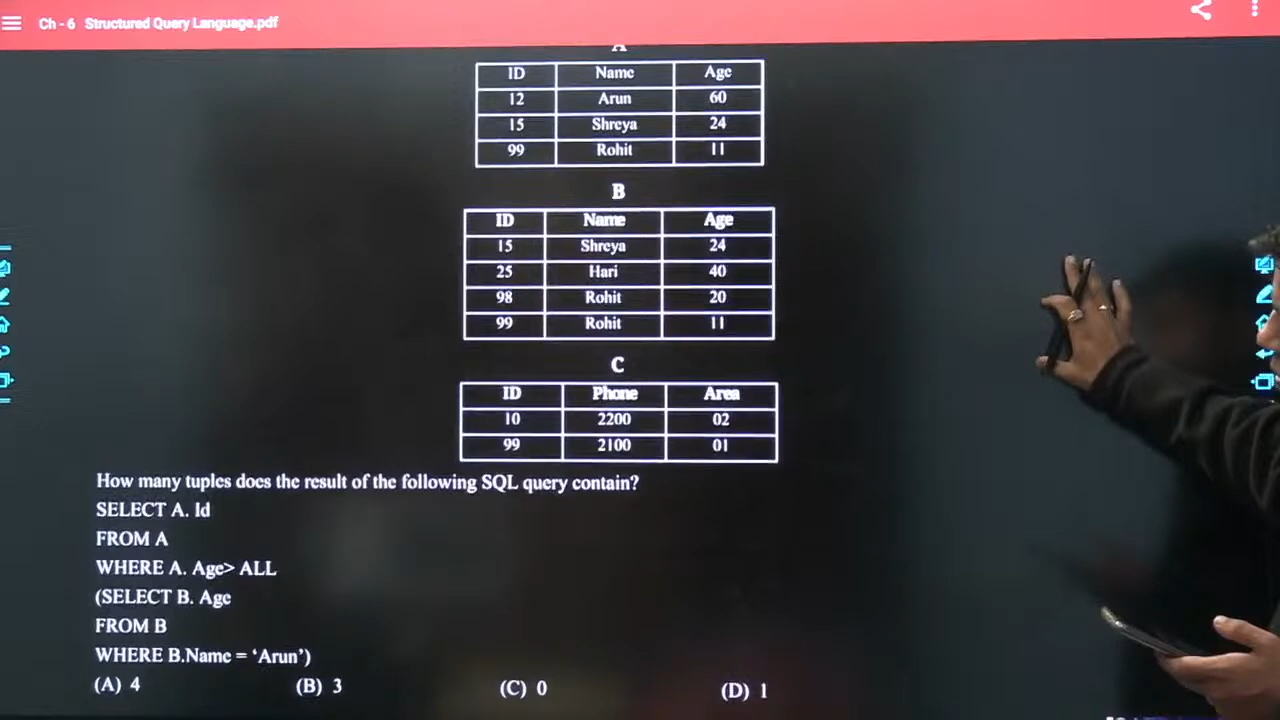 Ch - 6 Structured Query Language.pdf
A
ID Name Age
12 Arun 60
15 Shreya 24
99 Rohit 11
B
ID Name Age
15 Shreya 24
25 Hari 40
98 Rohit 20
99 Rohit 11
C
ID Phone Area
10 2200 02
99 2100 01
How many tuples does the result of the following SQL query contain?
SELECT A. Id
FROM A
WHERE A. Age> ALL
(SELECT B. Age
FROM B
WHERE B.Name = ‘Arun’)
(A) 4 (B) 3 (C) 0 (D) 1